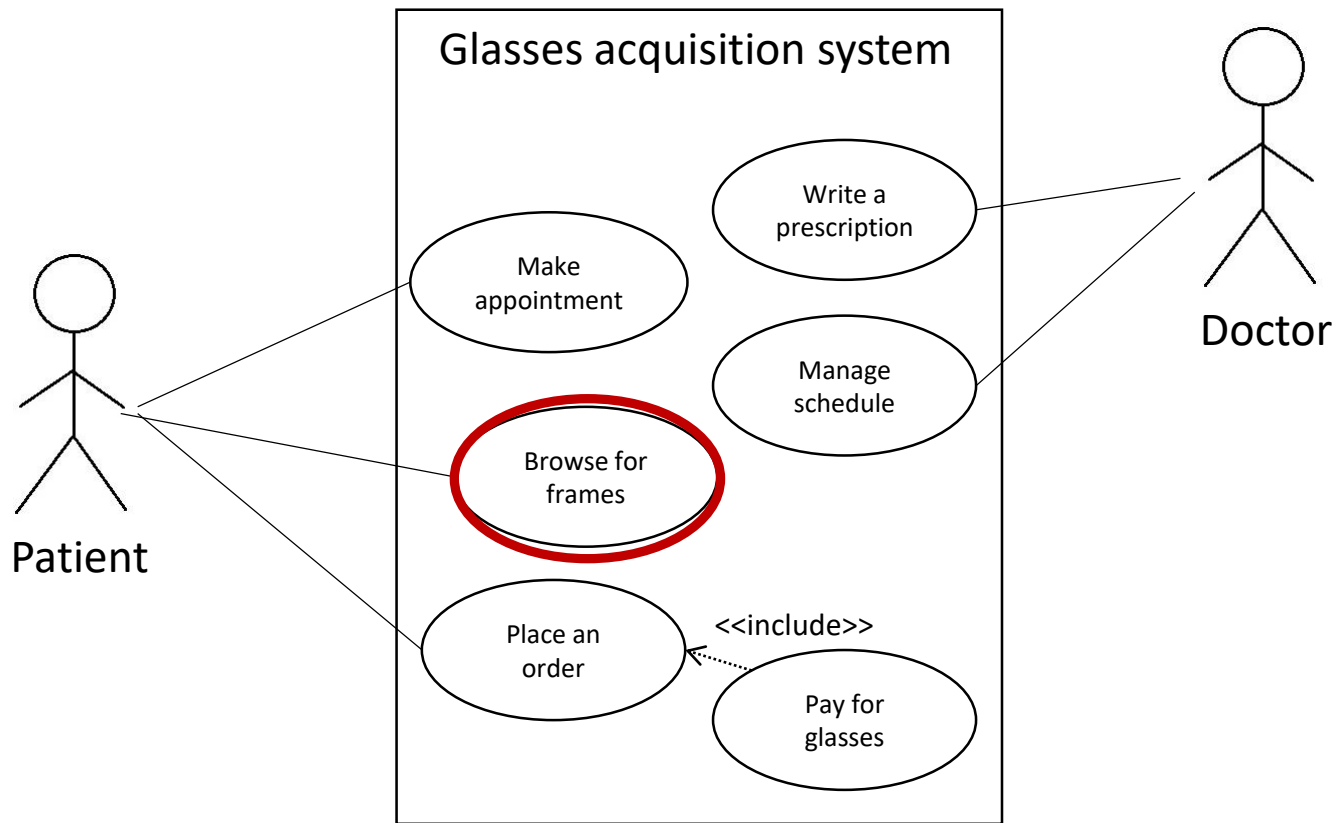 Glasses acquisition system
Write a
prescription
Make
appointment
Doctor
Manage
schedule
Browse for
frames
Patient
Place an
order
<<include>>
Pay for
glasses